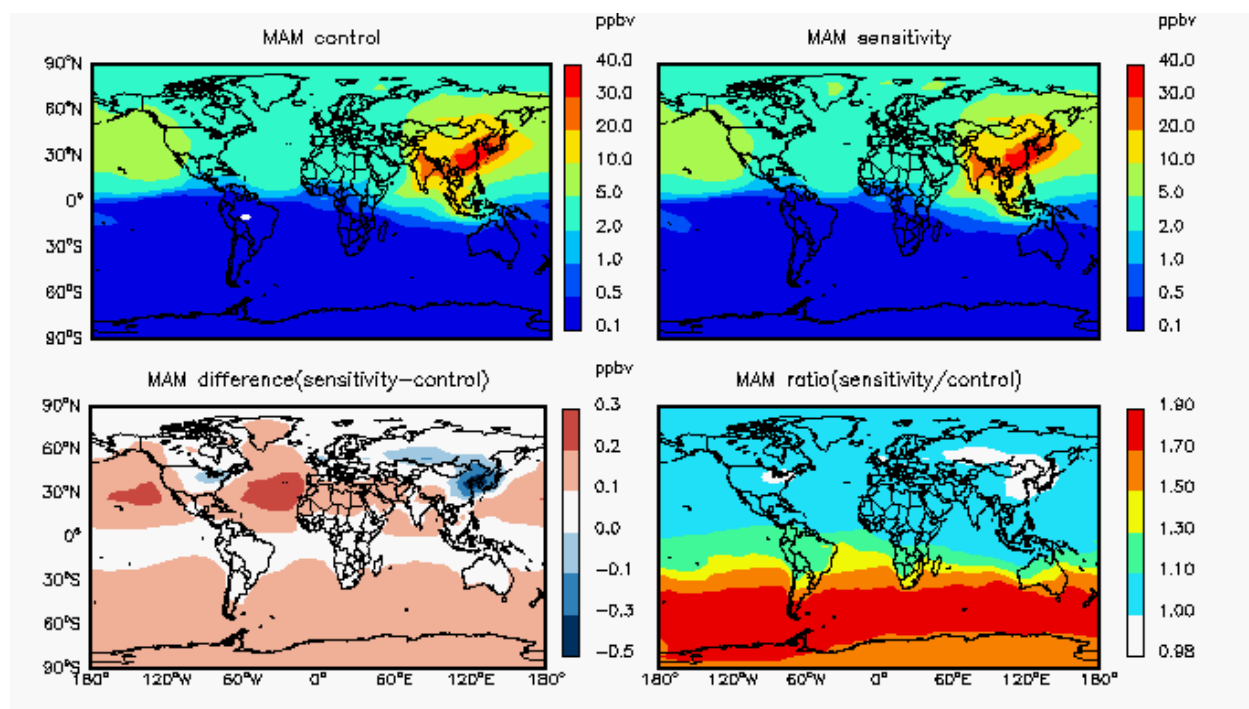 ppbv ppbv
MAM control MAM sensitivity
90°N 40.0 40.0
60°N 30.0 30.0
20.0 20.0
30°N 10.0 10.0
0° 5.0 5.0
30°S 2.0 2.0
1.0 1.0
60°S 0.5 0.5
90°S 0.1 0.1
ppbv
MAM difference(sensitivity-control) MAM ratio(sensitivity/control)
90°N 0.3 1.90
60°N 0.2 1.70
30°N 0.1 1.50
0° 0.0 1.30
30°S -0.1 1.10
60°S -0.3 1.00
90°S -0.5 0.98
180° 120°W 60°W 0° 60°E 120°E 180° 180° 120°W 60°W 0° 60°E 120°E 180°